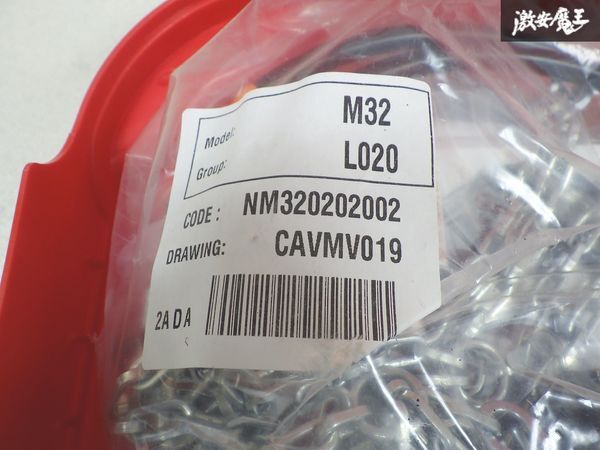 激安魔王
Model: M32
Group: L020
CODE: NM320202002
DRAWING: CAVMV019
2ADA